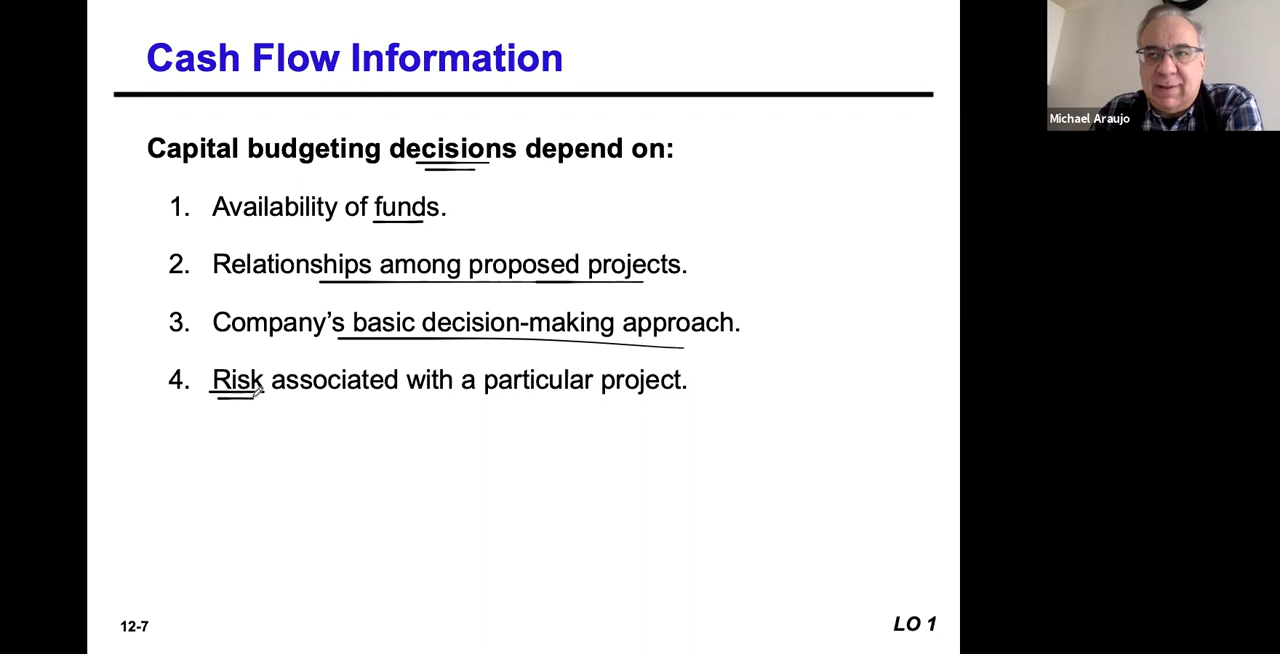 Cash Flow Information
Capital budgeting decisions depend on:
1. Availability of funds.
2. Relationships among proposed projects.
3. Company’s basic decision-making approach.
4. Risk associated with a particular project.
12-7
LO 1
Michael Araujo